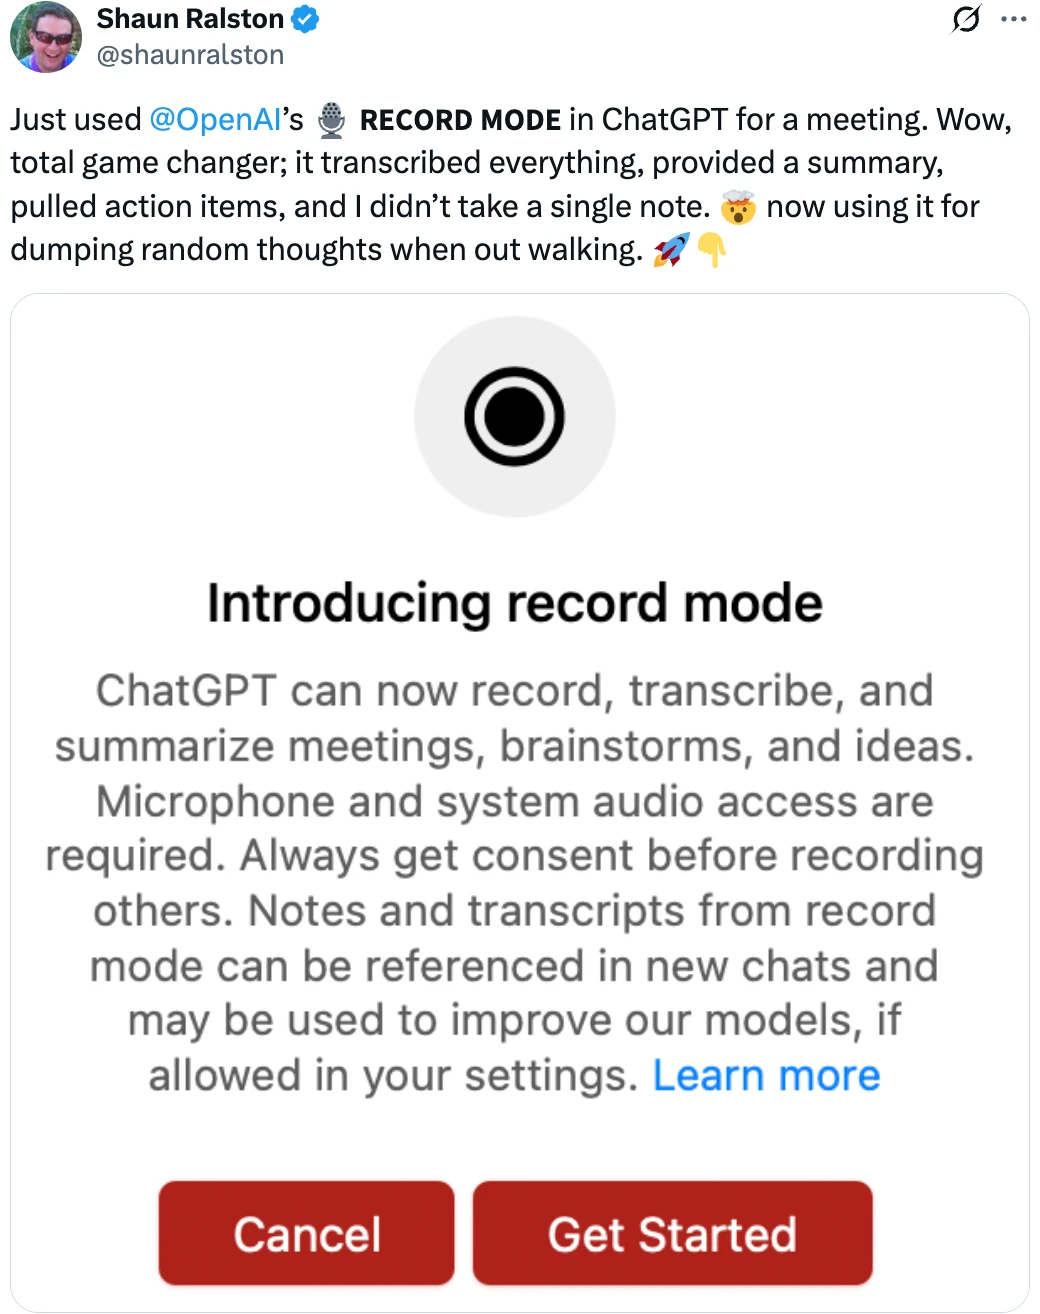 Shaun Ralston
@shaunralston
Just used @OpenAI’s 🎙️ RECORD MODE in ChatGPT for a meeting. Wow,
total game changer; it transcribed everything, provided a summary,
pulled action items, and I didn’t take a single note. 🤯 now using it for
dumping random thoughts when out walking. 🚀👇
Introducing record mode
ChatGPT can now record, transcribe, and
summarize meetings, brainstorms, and ideas.
Microphone and system audio access are
required. Always get consent before recording
others. Notes and transcripts from record
mode can be referenced in new chats and
may be used to improve our models, if
allowed in your settings. Learn more
Cancel
Get Started